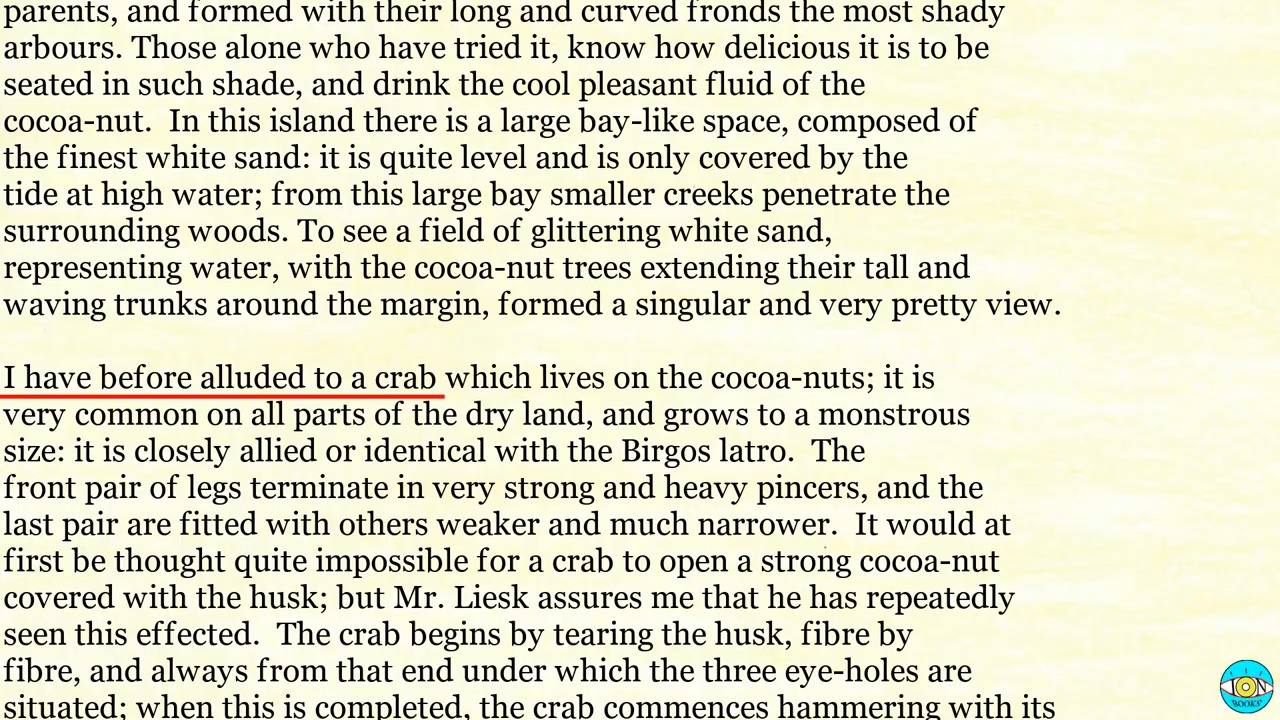 parents, and formed with their long and curved fronds the most shady
arbours. Those alone who have tried it, know how delicious it is to be
seated in such shade, and drink the cool pleasant fluid of the
cocoa-nut.  In this island there is a large bay-like space, composed of
the finest white sand: it is quite level and is only covered by the
tide at high water; from this large bay smaller creeks penetrate the
surrounding woods. To see a field of glittering white sand,
representing water, with the cocoa-nut trees extending their tall and
waving trunks around the margin, formed a singular and very pretty view.
I have before alluded to a crab which lives on the cocoa-nuts; it is
very common on all parts of the dry land, and grows to a monstrous
size: it is closely allied or identical with the Birgos latro.  The
front pair of legs terminate in very strong and heavy pincers, and the
last pair are fitted with others weaker and much narrower.  It would at
first be thought quite impossible for a crab to open a strong cocoa-nut
covered with the husk; but Mr. Liesk assures me that he has repeatedly
seen this effected.  The crab begins by tearing the husk, fibre by
fibre, and always from that end under which the three eye-holes are
situated; when this is completed, the crab commences hammering with its
ION
BOOKS